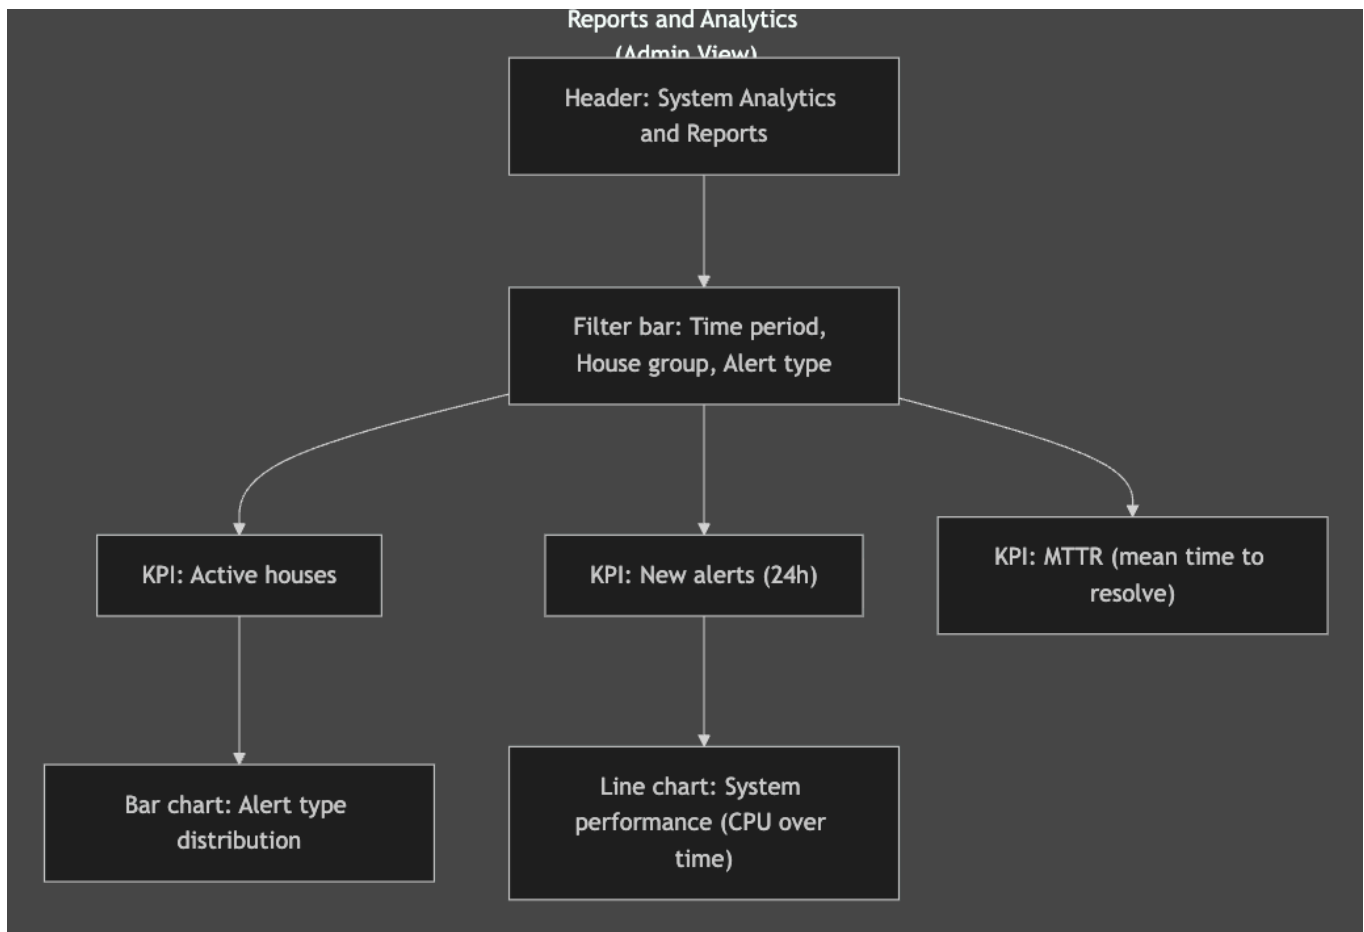 Reports and Analytics
(Admin View)
Header: System Analytics
and Reports
Filter bar: Time period,
House group, Alert type
KPI: Active houses
KPI: New alerts (24h)
KPI: MTTR (mean time to
resolve)
Bar chart: Alert type
distribution
Line chart: System
performance (CPU over
time)